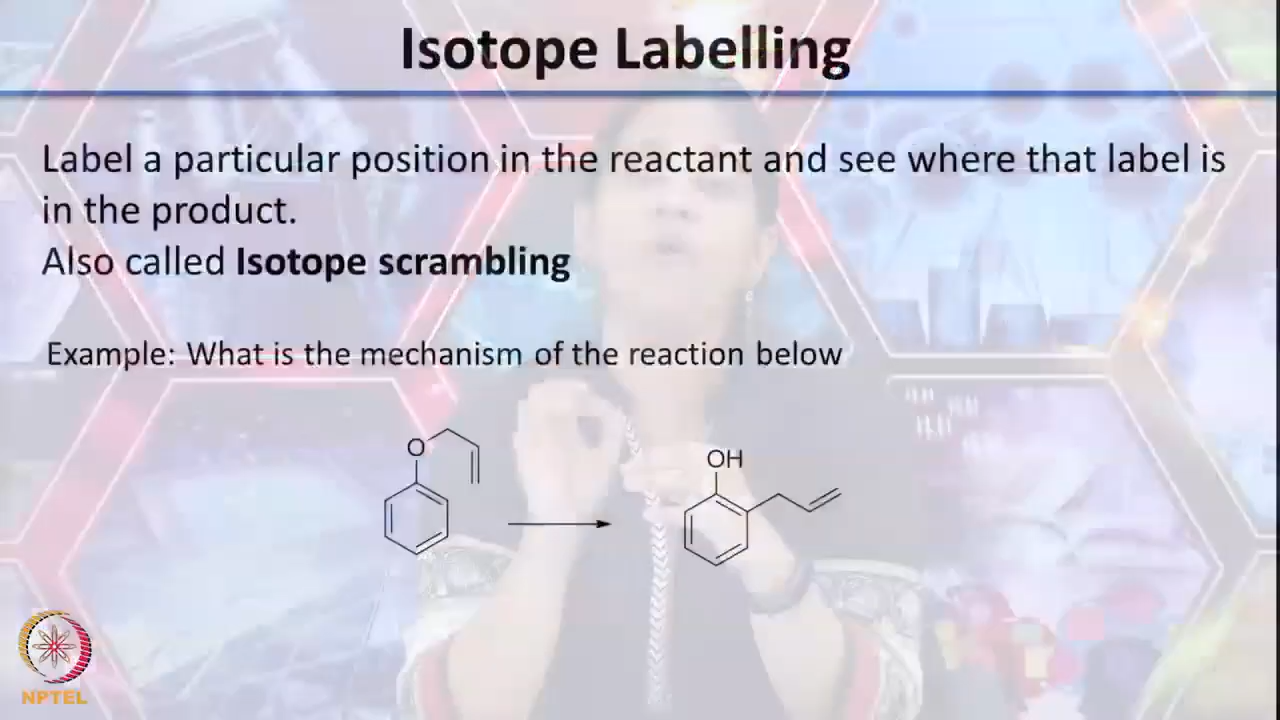 Isotope Labelling
Label a particular position in the reactant and see where that label is
in the product.
Also called Isotope scrambling
Example: What is the mechanism of the reaction below
O
OH
NPTEL